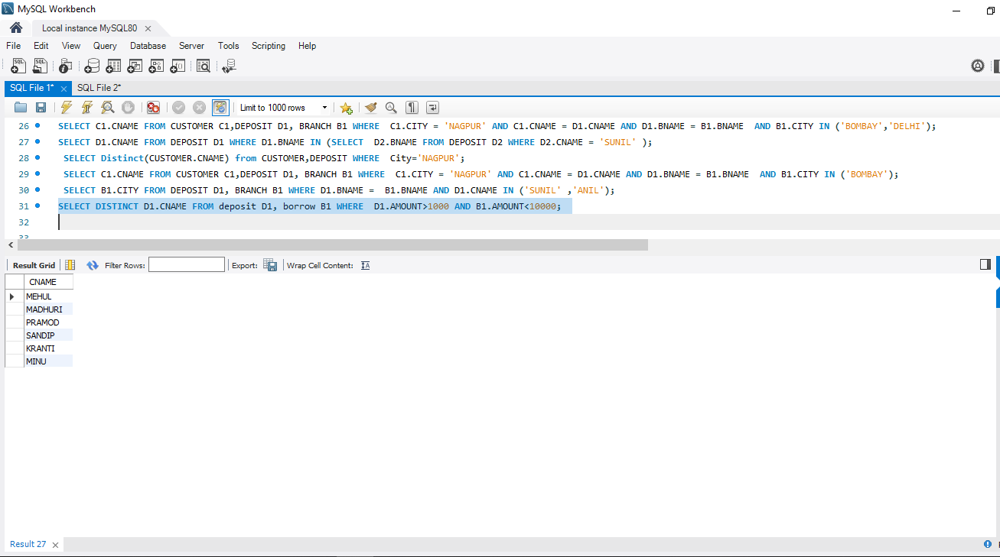 MySQL Workbench
Local instance MySQL80
File Edit View Query Database Server Tools Scripting Help
SQL File 1* SQL File 2*
Limit to 1000 rows
26 SELECT C1.CNAME FROM CUSTOMER C1,DEPOSIT D1, BRANCH B1 WHERE  C1.CITY = 'NAGPUR' AND C1.CNAME = D1.CNAME AND D1.BNAME = B1.BNAME  AND B1.CITY IN ('BOMBAY','DELHI');
27 SELECT D1.CNAME FROM DEPOSIT D1 WHERE D1.BNAME IN (SELECT  D2.BNAME FROM DEPOSIT D2 WHERE D2.CNAME = 'SUNIL' );
28 SELECT Distinct(CUSTOMER.CNAME) from CUSTOMER,DEPOSIT WHERE  City='NAGPUR';
29 SELECT C1.CNAME FROM CUSTOMER C1,DEPOSIT D1, BRANCH B1 WHERE  C1.CITY = 'NAGPUR' AND C1.CNAME = D1.CNAME AND D1.BNAME = B1.BNAME  AND B1.CITY IN ('BOMBAY');
30 SELECT B1.CITY FROM DEPOSIT D1, BRANCH B1 WHERE D1.BNAME =  B1.BNAME AND D1.CNAME IN ('SUNIL' ,'ANIL');
31 SELECT DISTINCT D1.CNAME FROM deposit D1, borrow B1 WHERE  D1.AMOUNT>1000 AND B1.AMOUNT<10000;
32
33
Result Grid Filter Rows: Export: Wrap Cell Content:
CNAME
MEHUL
MADHURI
PRAMOD
SANDIP
KRANTI
MINU
Result 27